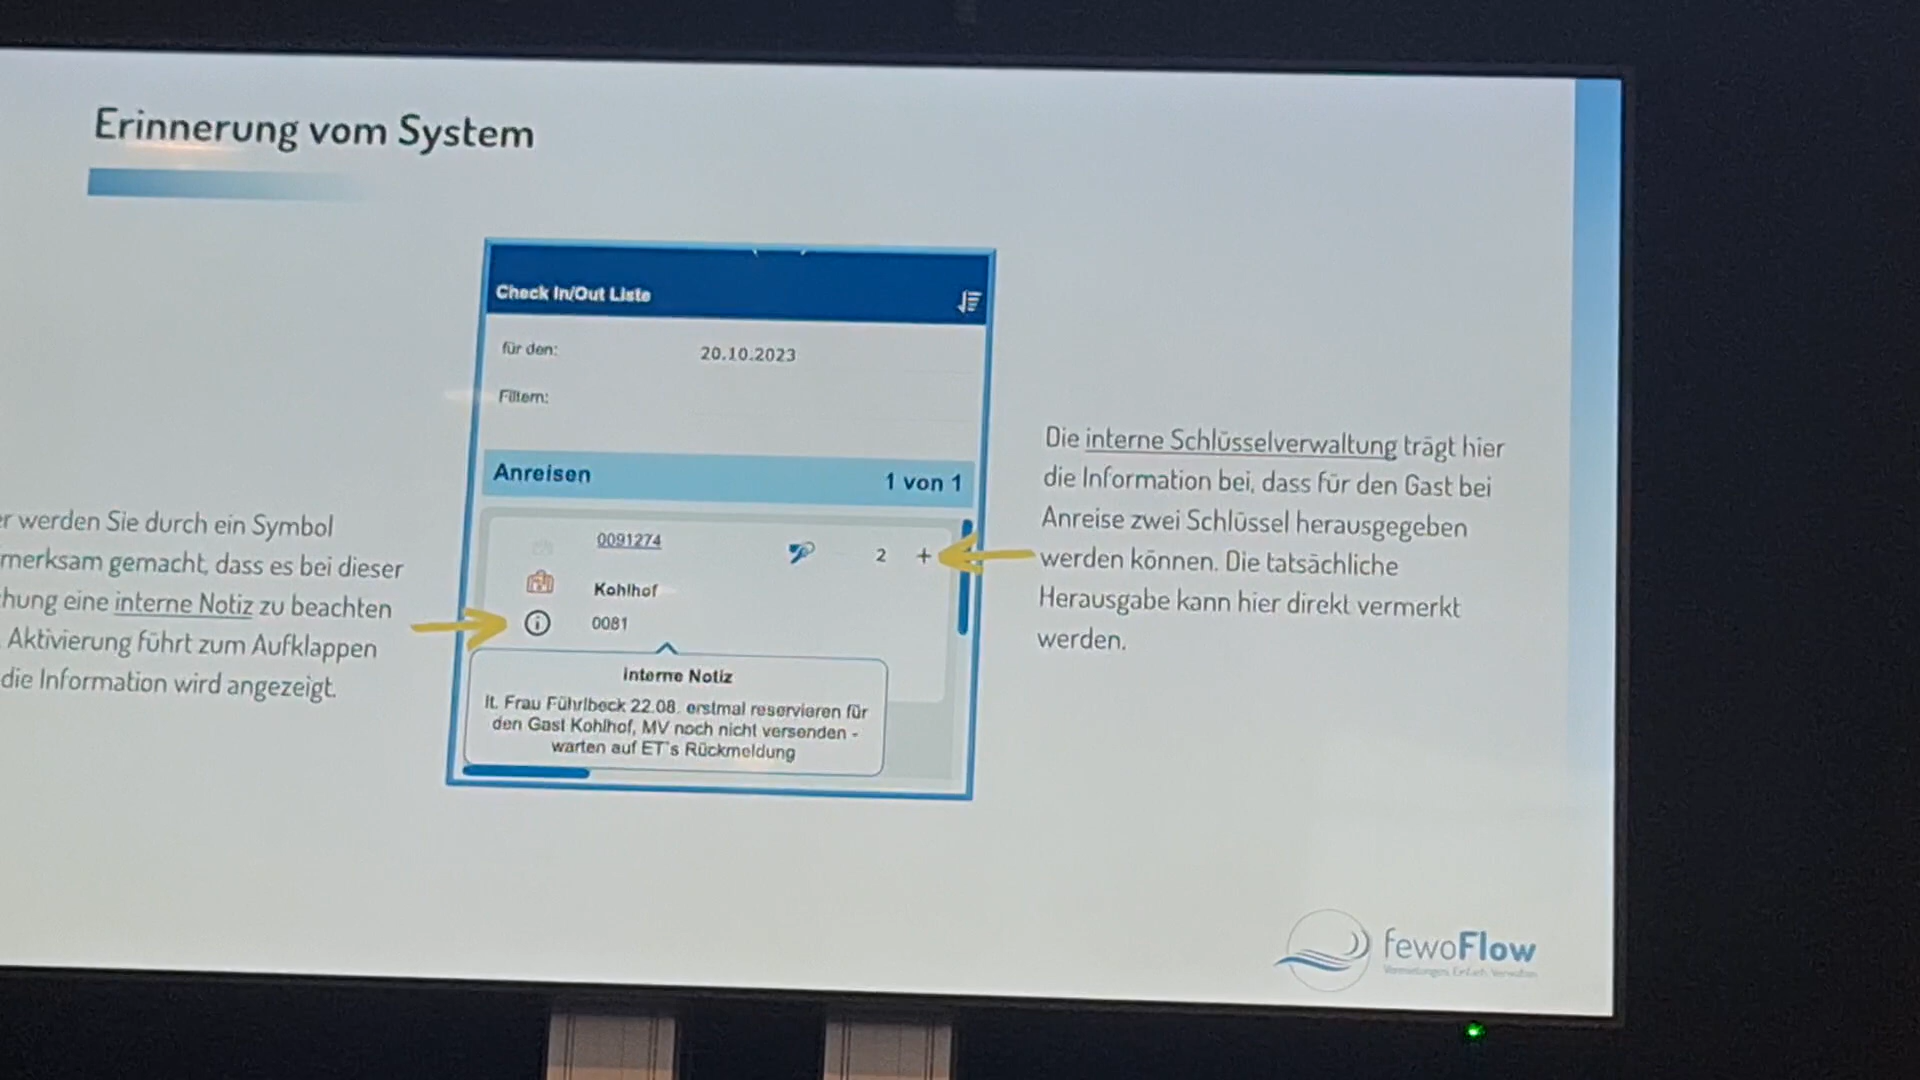 Erinnerung vom System
Check In/Out Liste
für den: 20.10.2023
Filtern:
Anreisen 1 von 1
0091274 2 +
Kohlhof
0081
Interne Notiz
lt. Frau Führlbeck 22.08. erstmal reservieren für
den Gast Kohlhof, MV noch nicht versenden -
warten auf ET's Rückmeldung
er werden Sie durch ein Symbol
merksam gemacht, dass es bei dieser
hung eine interne Notiz zu beachten
Aktivierung führt zum Aufklappen
die Information wird angezeigt.
Die interne Schlüsselverwaltung trägt hier
die Information bei, dass für den Gast bei
Anreise zwei Schlüssel herausgegeben
werden können. Die tatsächliche
Herausgabe kann hier direkt vermerkt
werden.
fewoFlow